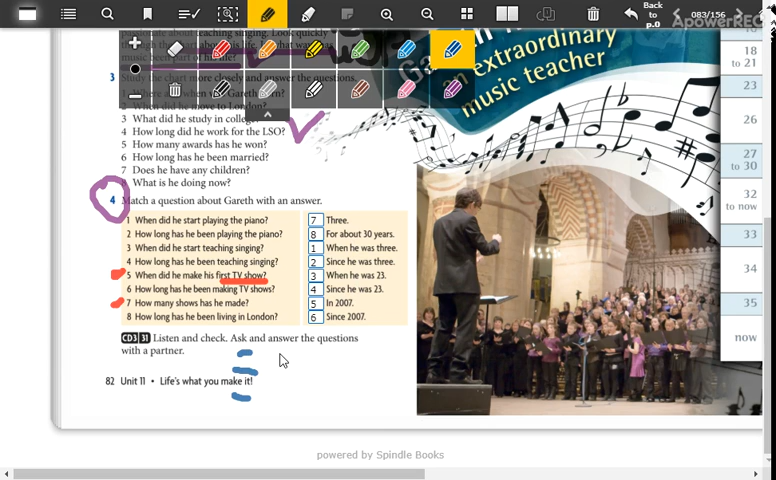 Back
to
p.0
083/156
ApowerREC
passionate about teaching singing. Look quickly
music been part of his life?
an extraordinary
music teacher
3 Study the chart more closely and answer the questions.
2 When did he move to London?
3 What did he study in college?
4 How long did he work for the LSO?
5 How many awards has he won?
6 How long has he been married?
7 Does he have any children?
8 What is he doing now?
4 Match a question about Gareth with an answer.
1 When did he start playing the piano?
2 How long has he been playing the piano?
3 When did he start teaching singing?
4 How long has he been teaching singing?
5 When did he make his first TV show?
6 How long has he been making TV shows?
7 How many shows has he made?
8 How long has he been living in London?
7 Three.
8 For about 30 years.
1 When he was three.
2 Since he was three.
3 When he was 23.
4 Since he was 23.
5 In 2007.
6 Since 2007.
CD3 31 Listen and check. Ask and answer the questions
with a partner.
82 Unit 11 • Life's what you make it!
18
to 21
23
26
27
to 30
32
to now
33
34
35
now
powered by Spindle Books